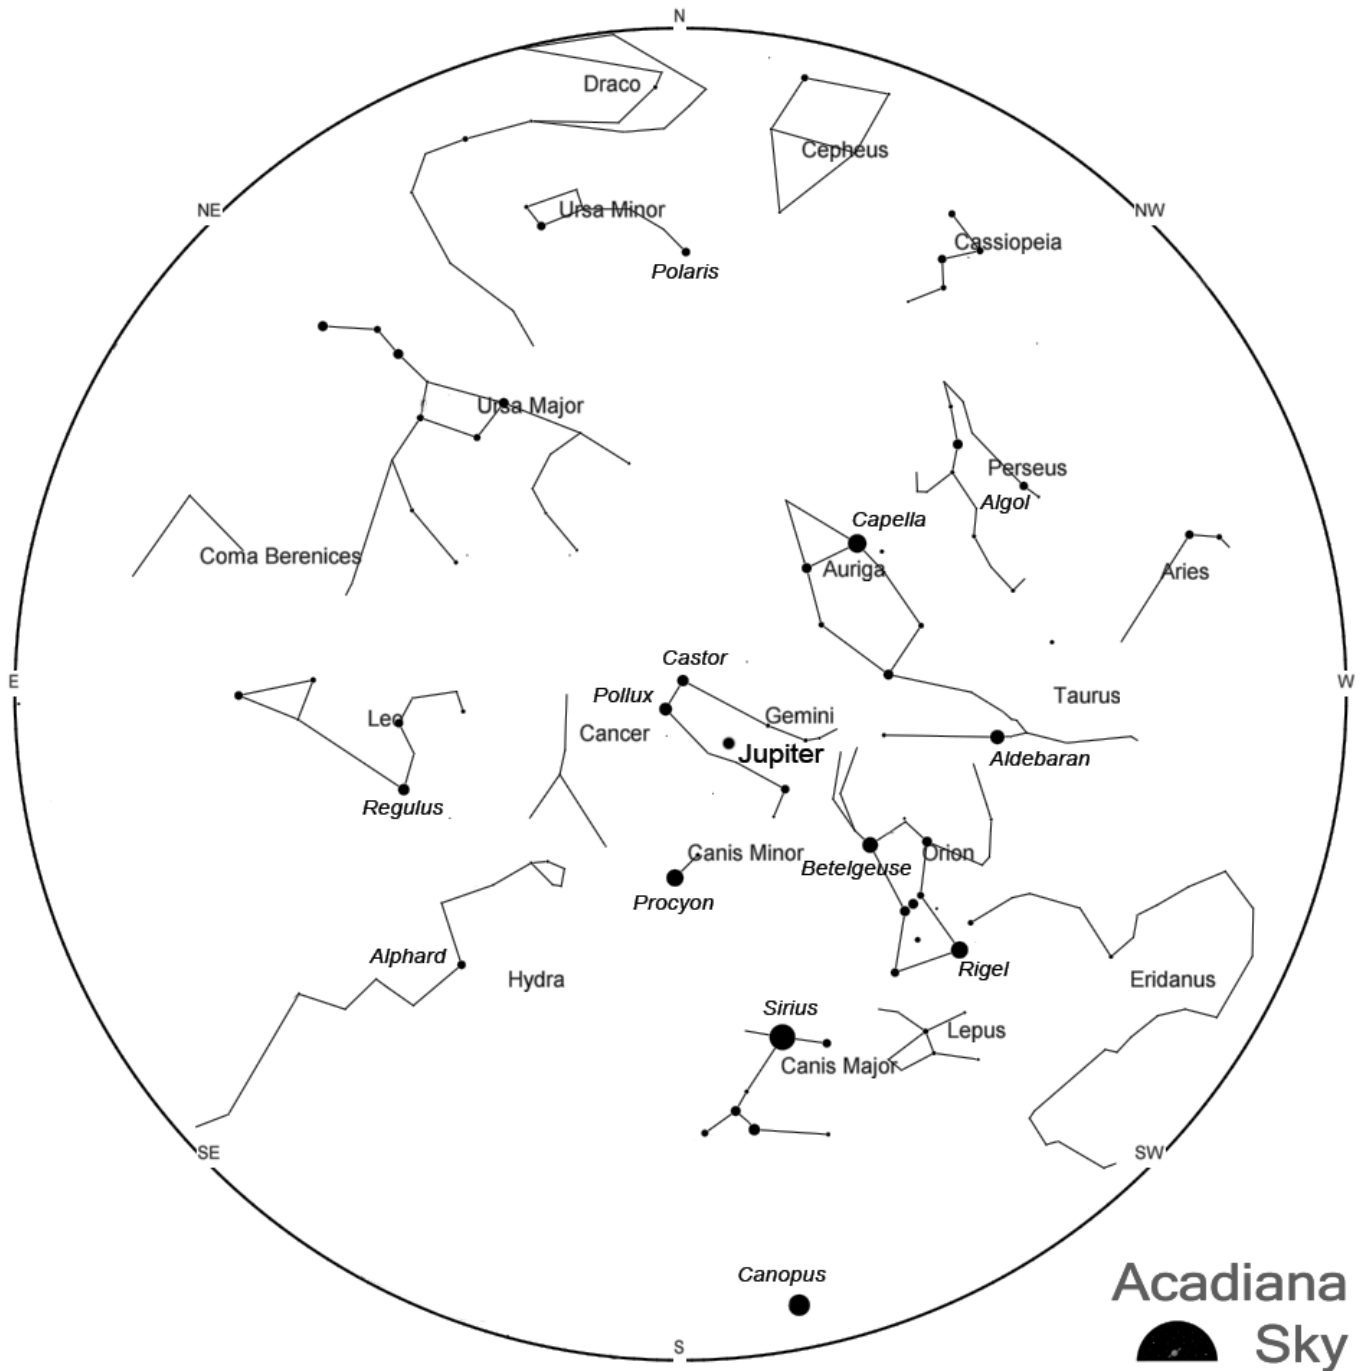 N
Draco
Cepheus
NE
Ursa Minor
NW
Cassiopeia
Polaris
Ursa Major
Perseus
Algol
Capella
Coma Berenices
Auriga
Aries
Castor
E
W
Pollux
Taurus
Leo
Gemini
Cancer
Jupiter
Aldebaran
Regulus
Canis Minor
Orion
Betelgeuse
Procyon
Alphard
Rigel
Hydra
Eridanus
Sirius
Lepus
Canis Major
SE
SW
Canopus
Acadiana
Sky
S